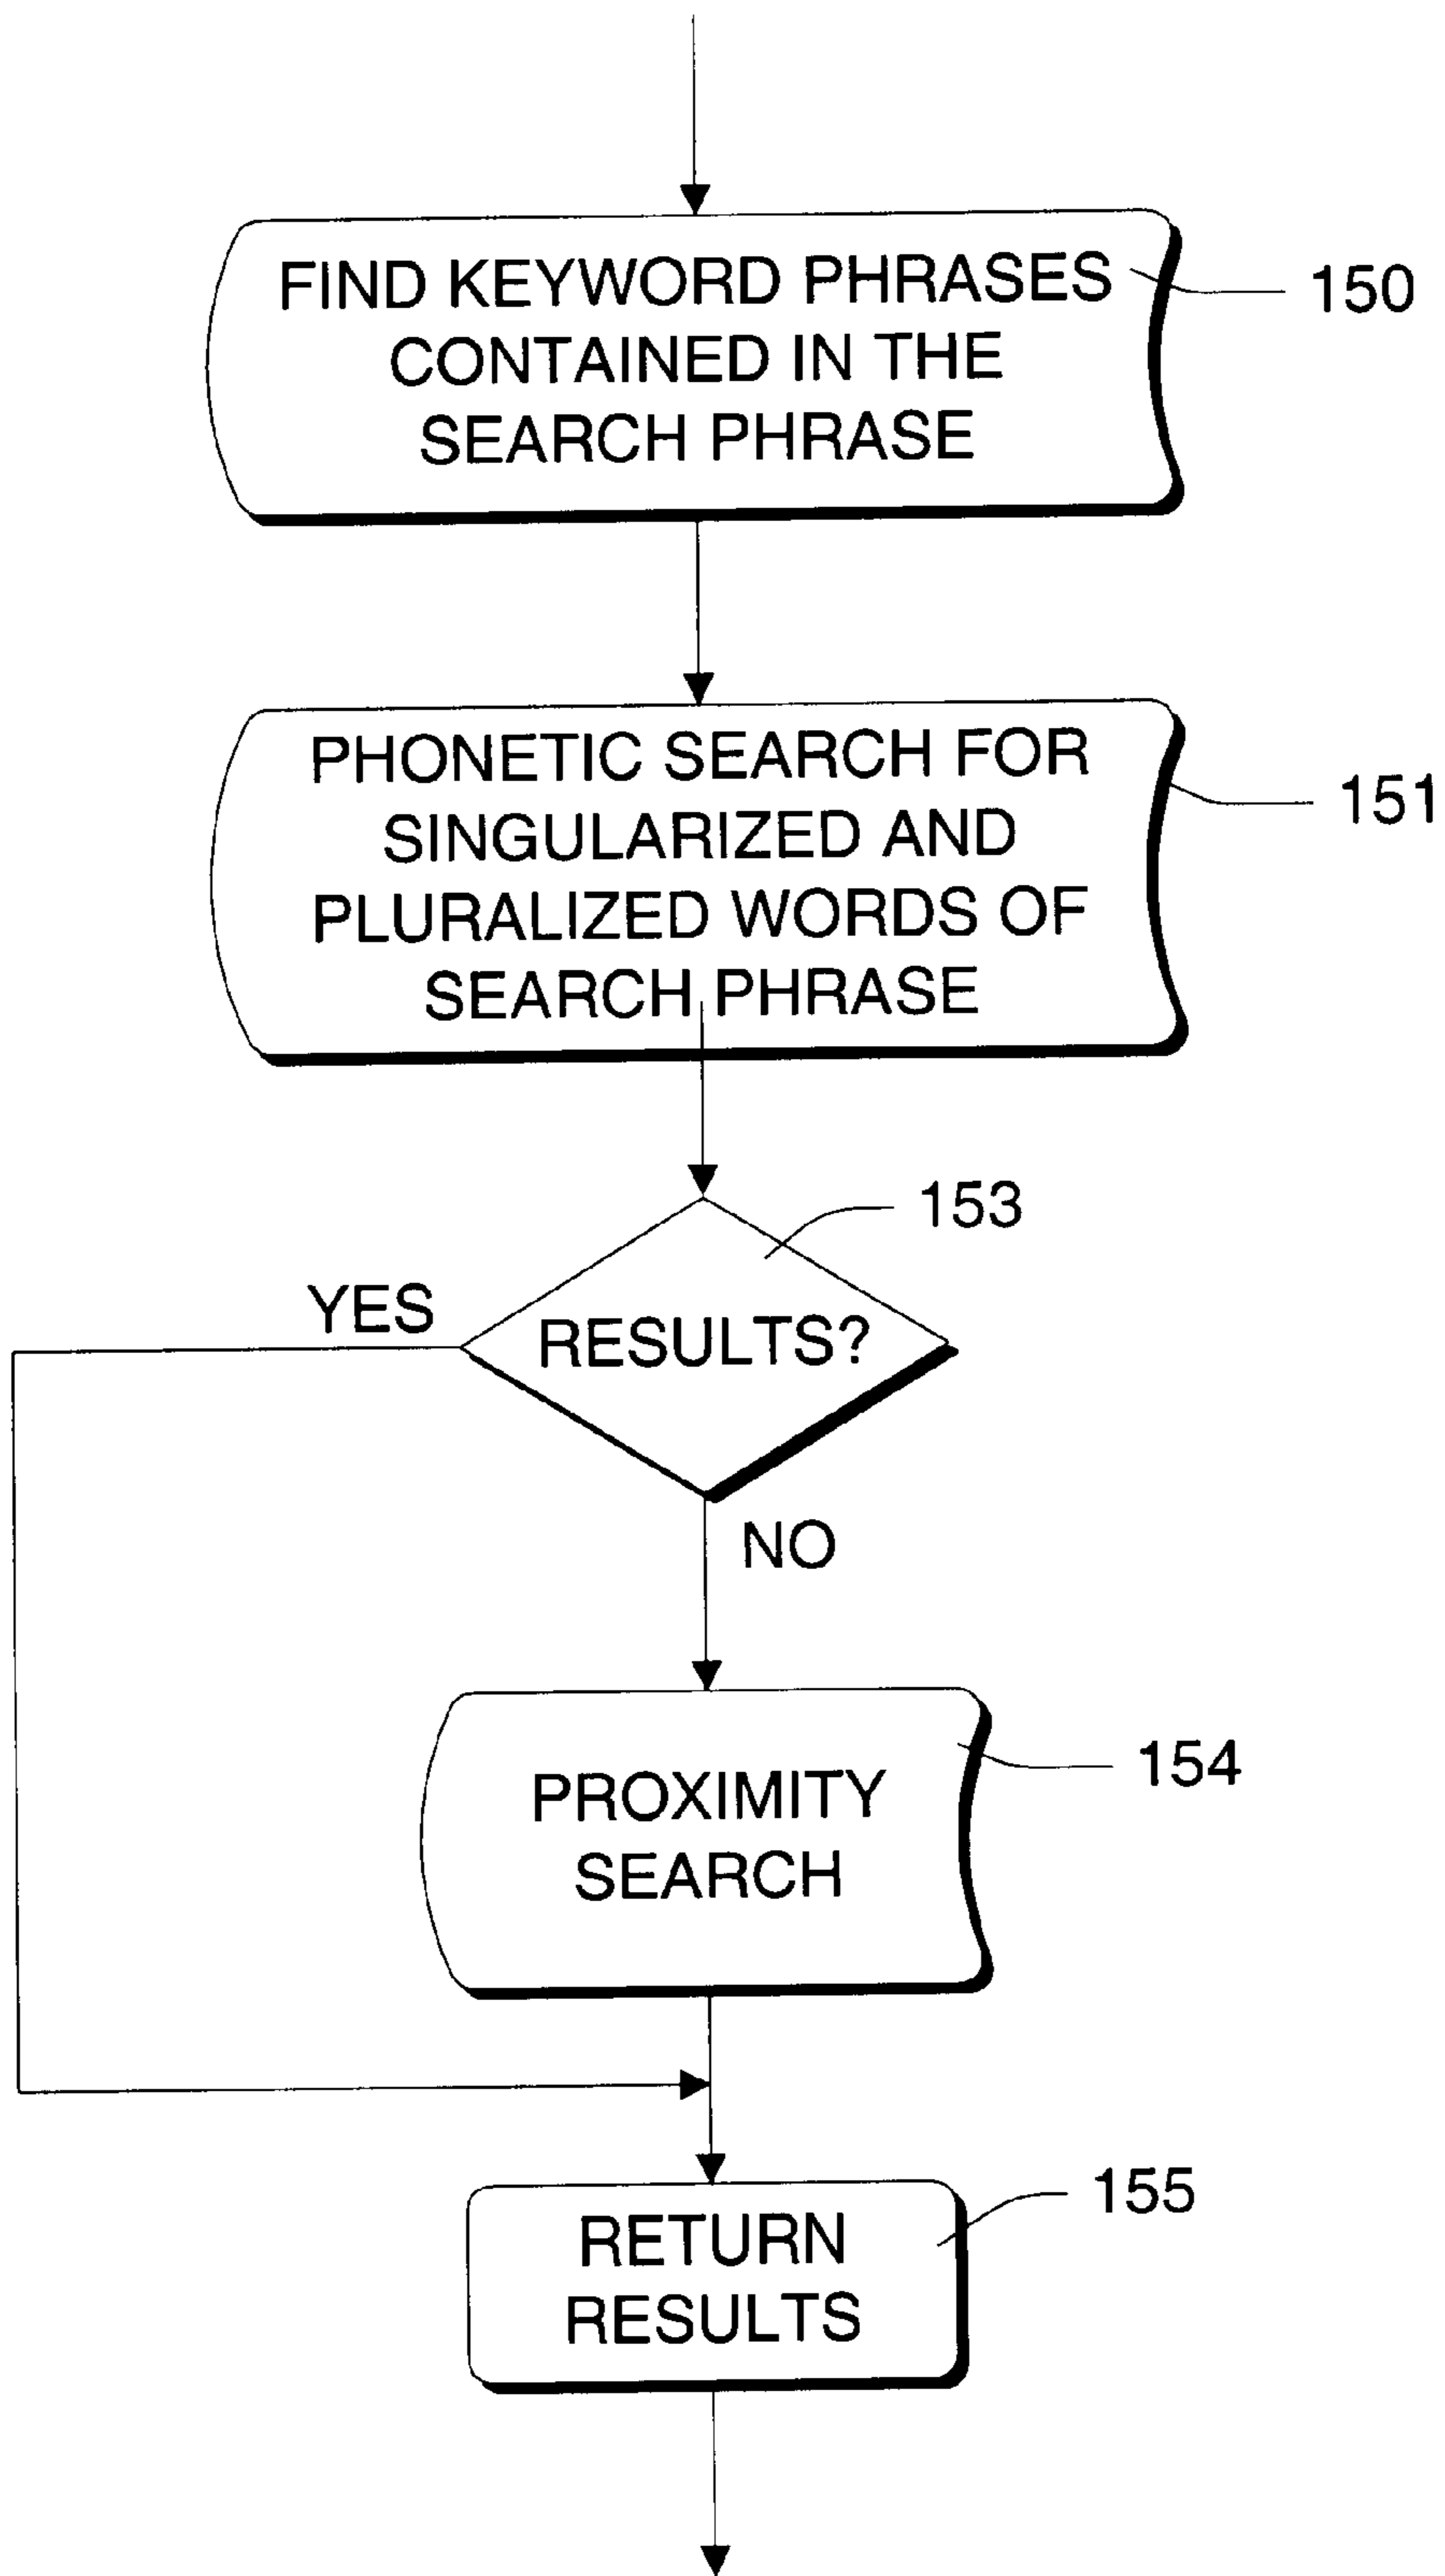 FIND KEYWORD PHRASES
CONTAINED IN THE
SEARCH PHRASE
150
PHONETIC SEARCH FOR
SINGULARIZED AND
PLURALIZED WORDS OF
SEARCH PHRASE
151
153
YES
RESULTS?
NO
PROXIMITY
SEARCH
154
RETURN
RESULTS
155